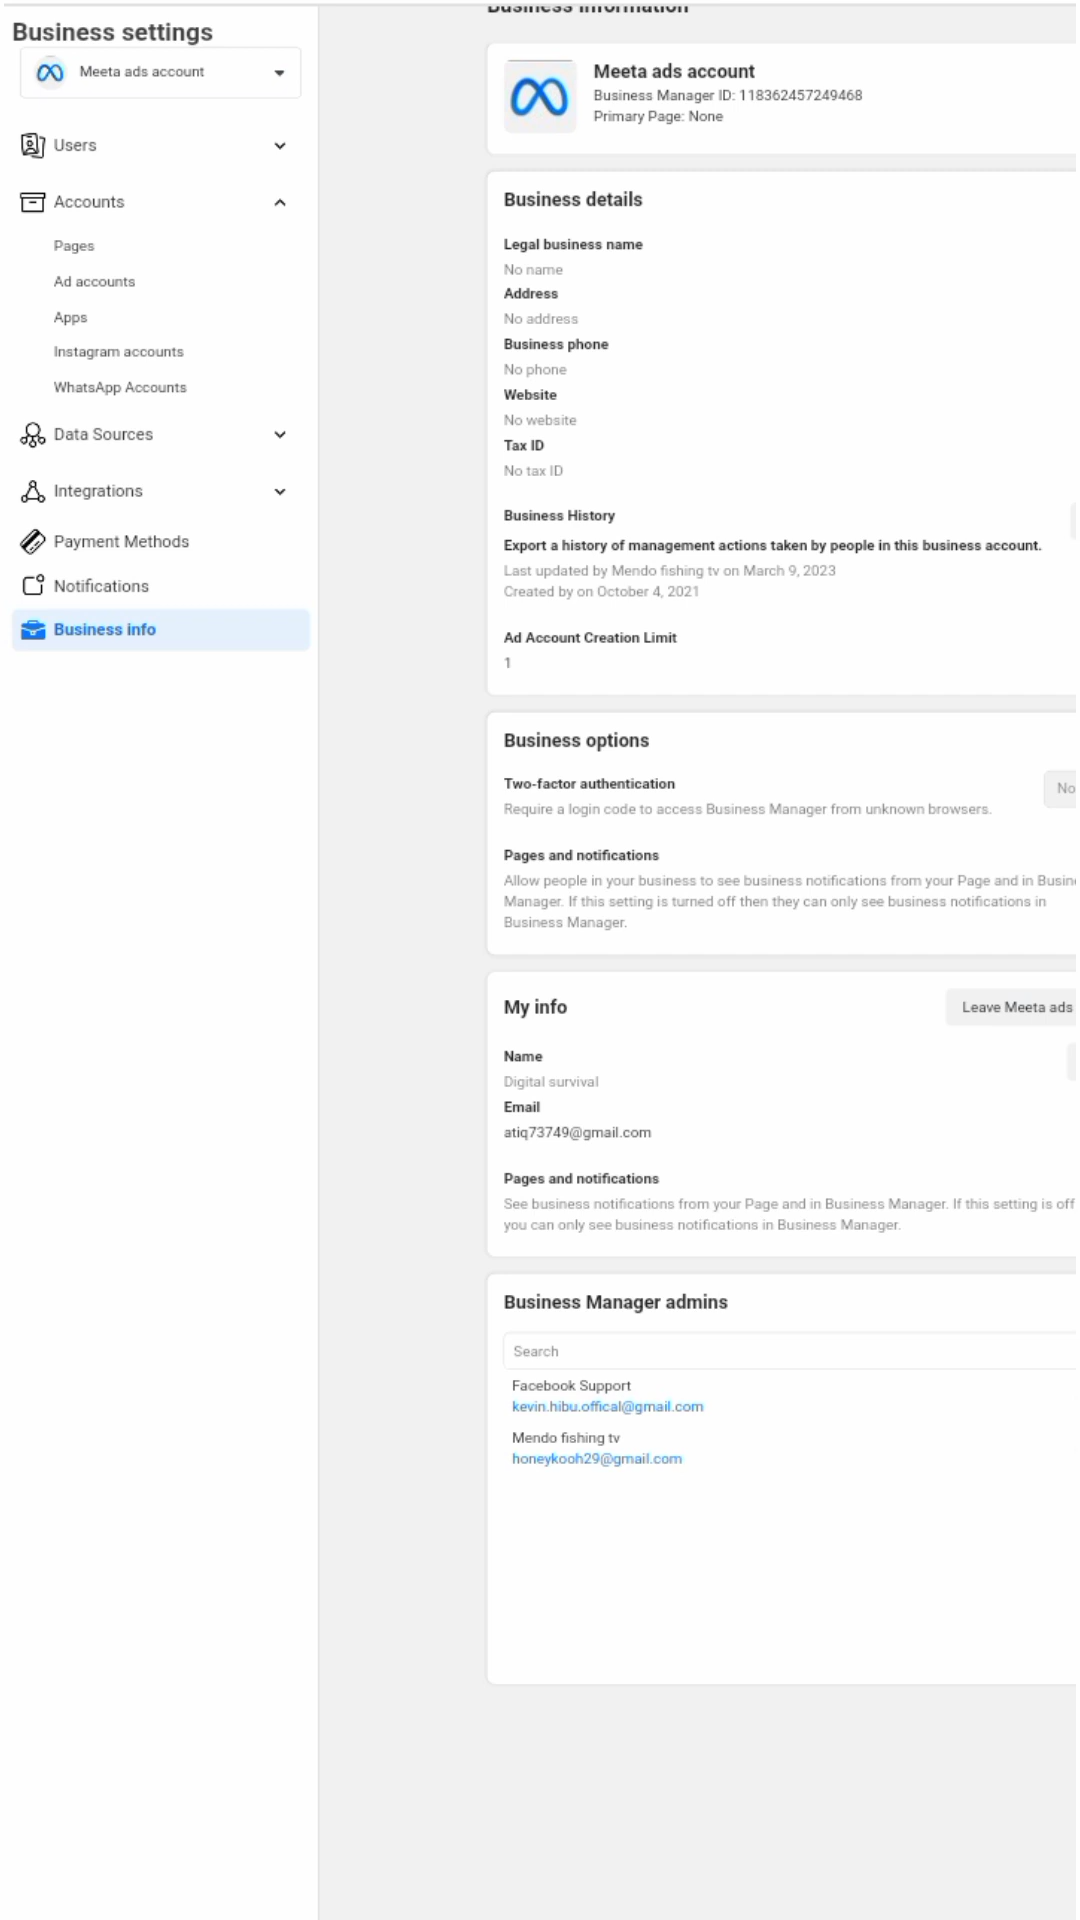 Business settings
Meeta ads account
Users
Accounts
Pages
Ad accounts
Apps
Instagram accounts
WhatsApp Accounts
Data Sources
Integrations
Payment Methods
Notifications
Business info
Business information
Meeta ads account
Business Manager ID: 118362457249468
Primary Page: None
Business details
Legal business name
No name
Address
No address
Business phone
No phone
Website
No website
Tax ID
No tax ID
Business History
Export a history of management actions taken by people in this business account.
Last updated by Mendo fishing tv on March 9, 2023
Created by on October 4, 2021
Ad Account Creation Limit
1
Business options
Two-factor authentication
No
Require a login code to access Business Manager from unknown browsers.
Pages and notifications
Allow people in your business to see business notifications from your Page and in Busine
Manager. If this setting is turned off then they can only see business notifications in
Business Manager.
My info
Leave Meeta ads
Name
Digital survival
Email
atiq73749@gmail.com
Pages and notifications
See business notifications from your Page and in Business Manager. If this setting is off
you can only see business notifications in Business Manager.
Business Manager admins
Search
Facebook Support
kevin.hibu.offical@gmail.com
Mendo fishing tv
honeykooh29@gmail.com